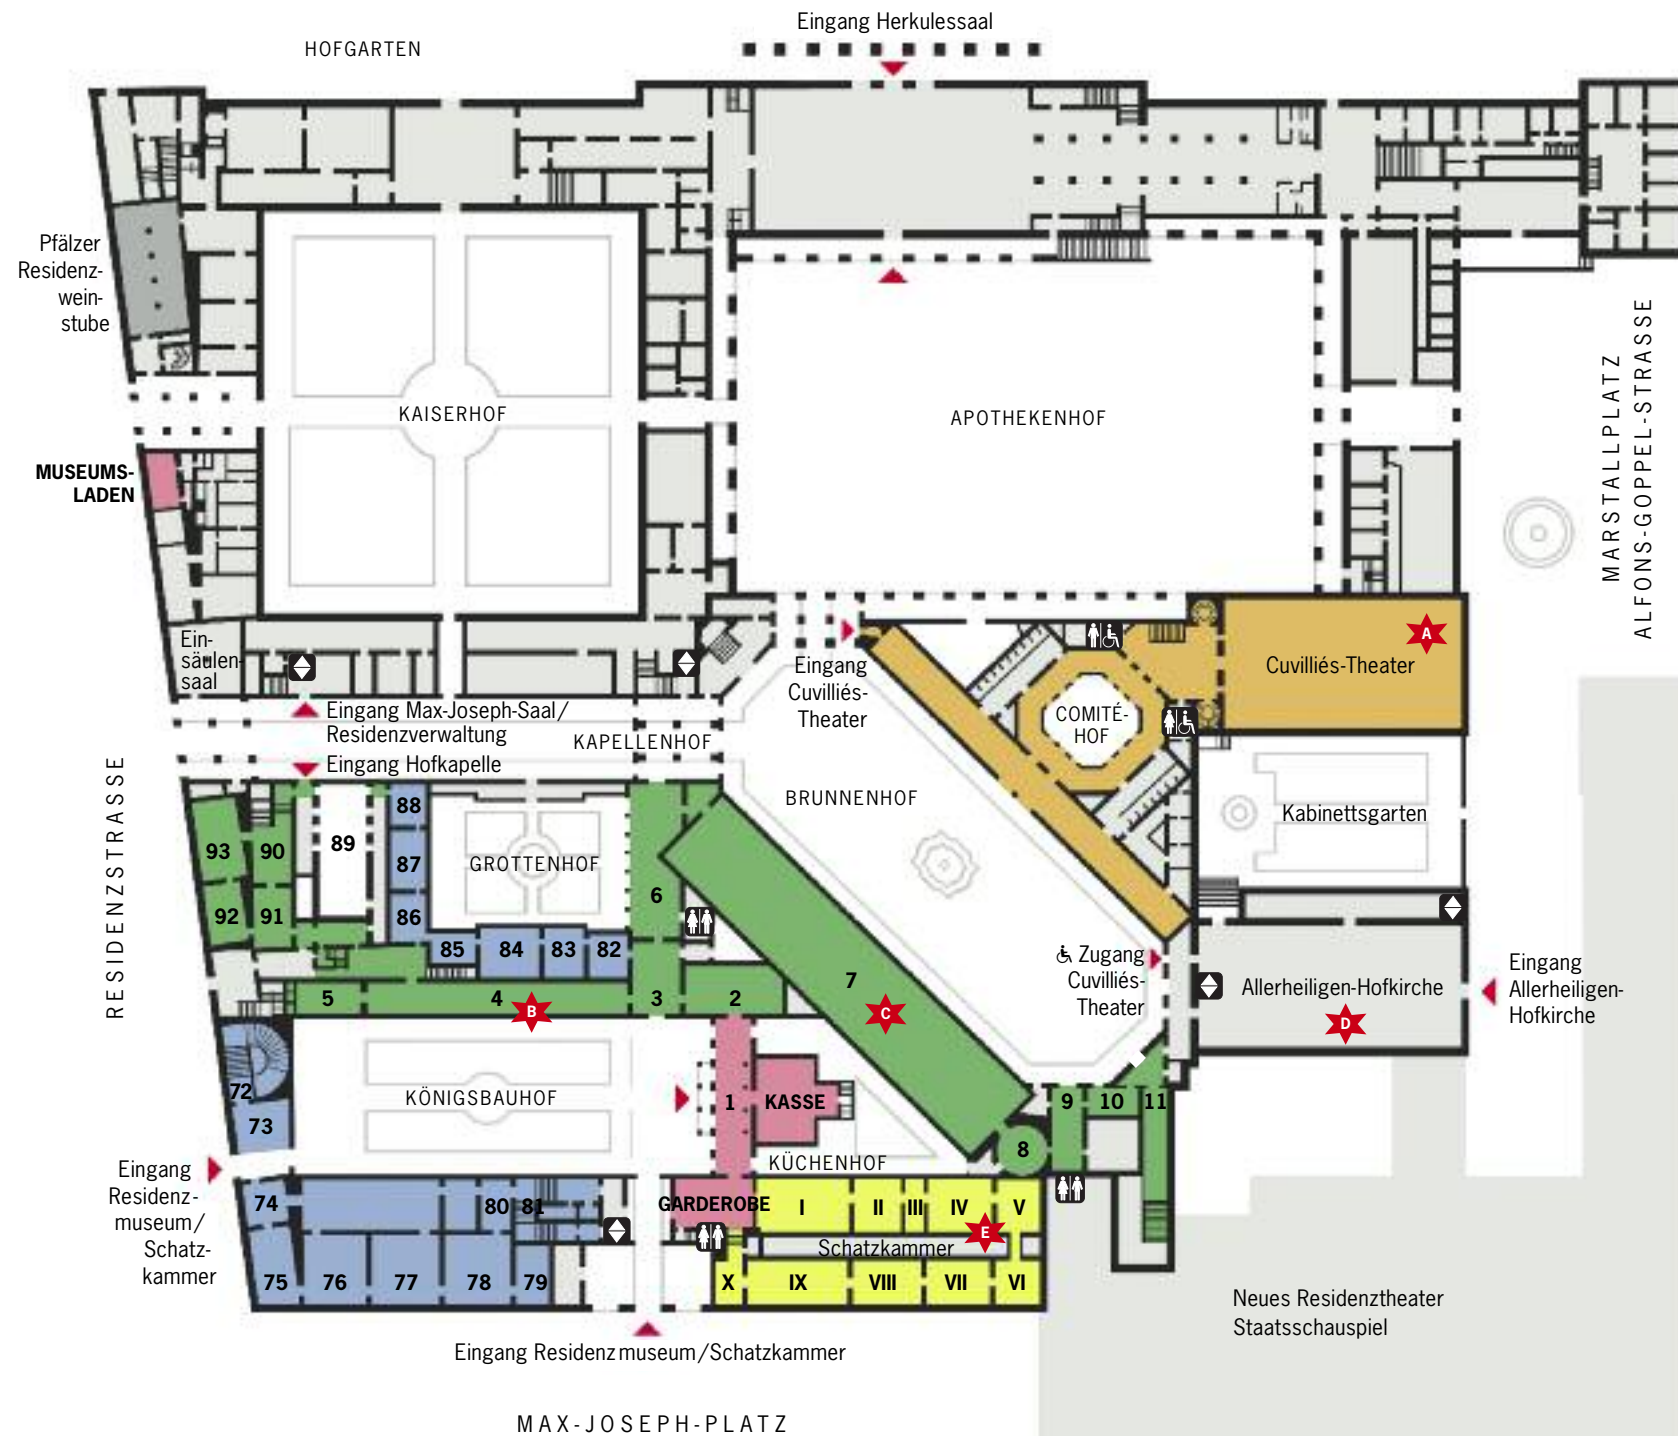 Eingang Herkulessaal
HOFGARTEN
Pfälzer
Residenz-
wein-
stube
KAISERHOF
APOTHEKENHOF
MARSTALLPLATZ
ALFONS-GOPPEL-STRASSE
MUSEUMS-
LADEN
Ein-
säulen-
saal
Eingang
Cuvilliés-
Theater
A
Cuvilliés-Theater
COMITÉ-
HOF
Eingang Max-Joseph-Saal/
Residenzverwaltung
KAPELLENHOF
Eingang Hofkapelle
RESIDENZSTRASSE
BRUNNENHOF
Kabinettsgarten
88
93
90
89
87
GROTTENHOF
6
92
91
86
85
84
83
82
7
Zugang
Cuvilliés-
Theater
Allerheiligen-Hofkirche
D
Eingang
Allerheiligen-
Hofkirche
5
4
B
3
2
C
72
73
KÖNIGSBAUHOF
1
KASSE
9
10
11
8
KÜCHENHOF
Eingang
Residenz-
museum/
Schatz-
kammer
74
80
81
GARDEROBE
I
II
III
IV
V
E
Schatzkammer
75
76
77
78
79
X
IX
VIII
VII
VI
Neues Residenztheater
Staatsschauspiel
Eingang Residenzmuseum/Schatzkammer
MAX-JOSEPH-PLATZ